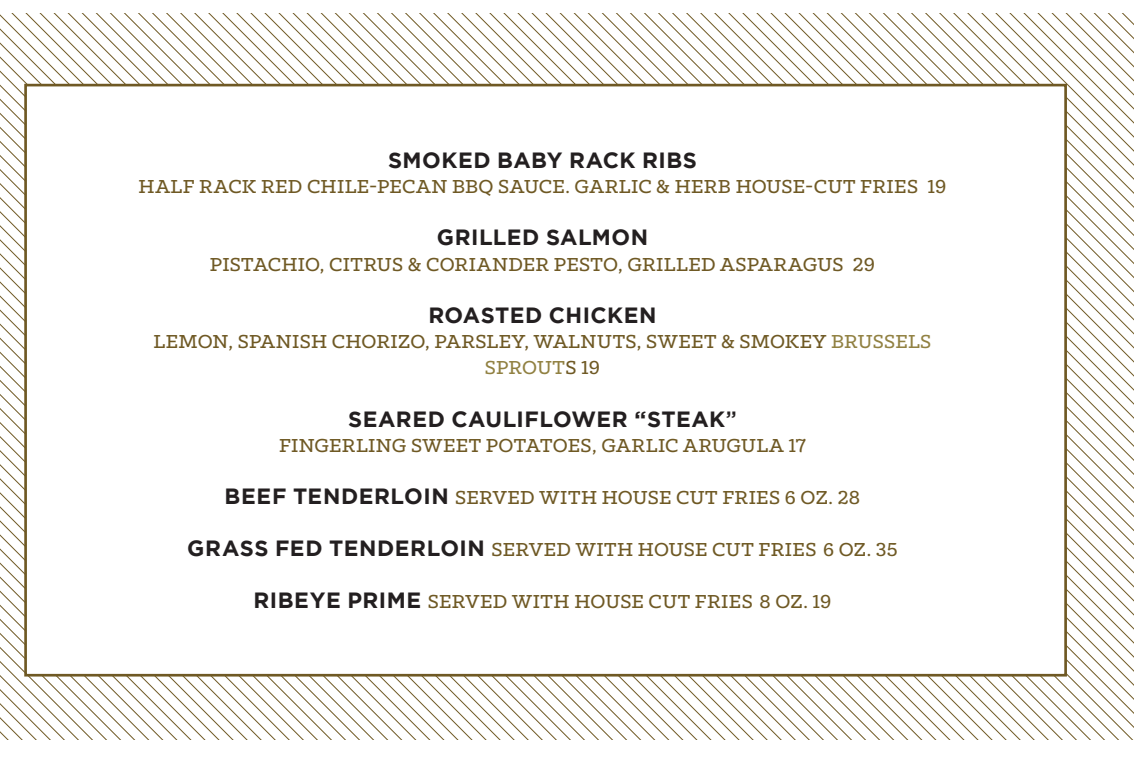 SMOKED BABY RACK RIBS
HALF RACK RED CHILE-PECAN BBQ SAUCE. GARLIC & HERB HOUSE-CUT FRIES 19
GRILLED SALMON
PISTACHIO, CITRUS & CORIANDER PESTO, GRILLED ASPARAGUS 29
ROASTED CHICKEN
LEMON, SPANISH CHORIZO, PARSLEY, WALNUTS, SWEET & SMOKEY BRUSSELS
SPROUTS 19
SEARED CAULIFLOWER “STEAK”
FINGERLING SWEET POTATOES, GARLIC ARUGULA 17
BEEF TENDERLOIN SERVED WITH HOUSE CUT FRIES 6 OZ. 28
GRASS FED TENDERLOIN SERVED WITH HOUSE CUT FRIES 6 OZ. 35
RIBEYE PRIME SERVED WITH HOUSE CUT FRIES 8 OZ. 19